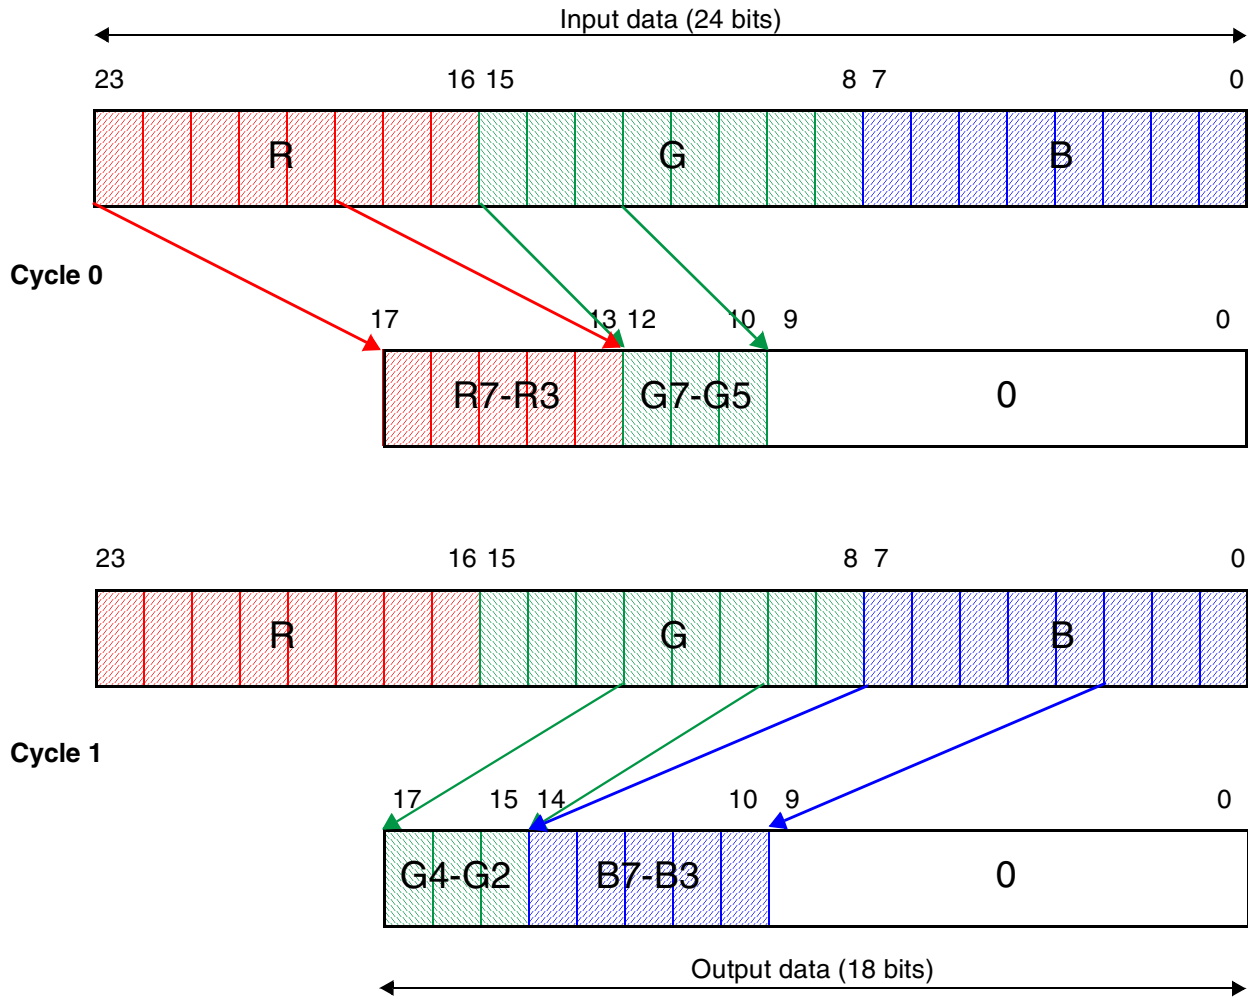 Input data (24 bits)
23 16 15 8 7 0
R G B
Cycle 0
17 13 12 10 9 0
R7-R3 G7-G5 0
23 16 15 8 7 0
R G B
Cycle 1
17 15 14 10 9 0
G4-G2 B7-B3 0
Output data (18 bits)